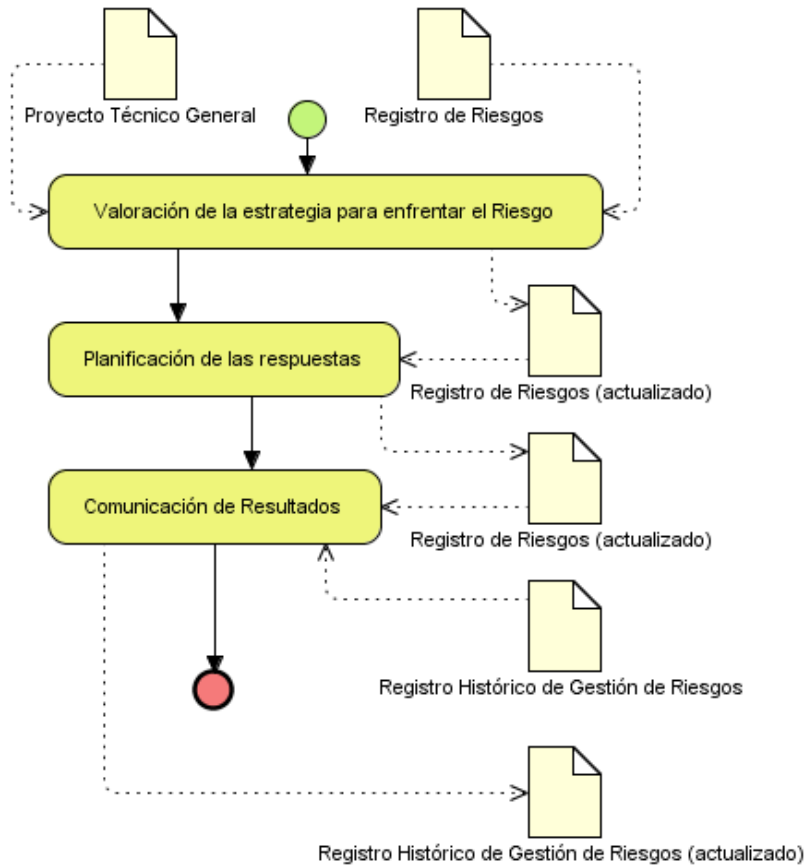 Proyecto Técnico General
Registro de Riesgos
Valoración de la estrategia para enfrentar el Riesgo
Planificación de las respuestas
Registro de Riesgos (actualizado)
Comunicación de Resultados
Registro de Riesgos (actualizado)
Registro Histórico de Gestión de Riesgos
Registro Histórico de Gestión de Riesgos (actualizado)